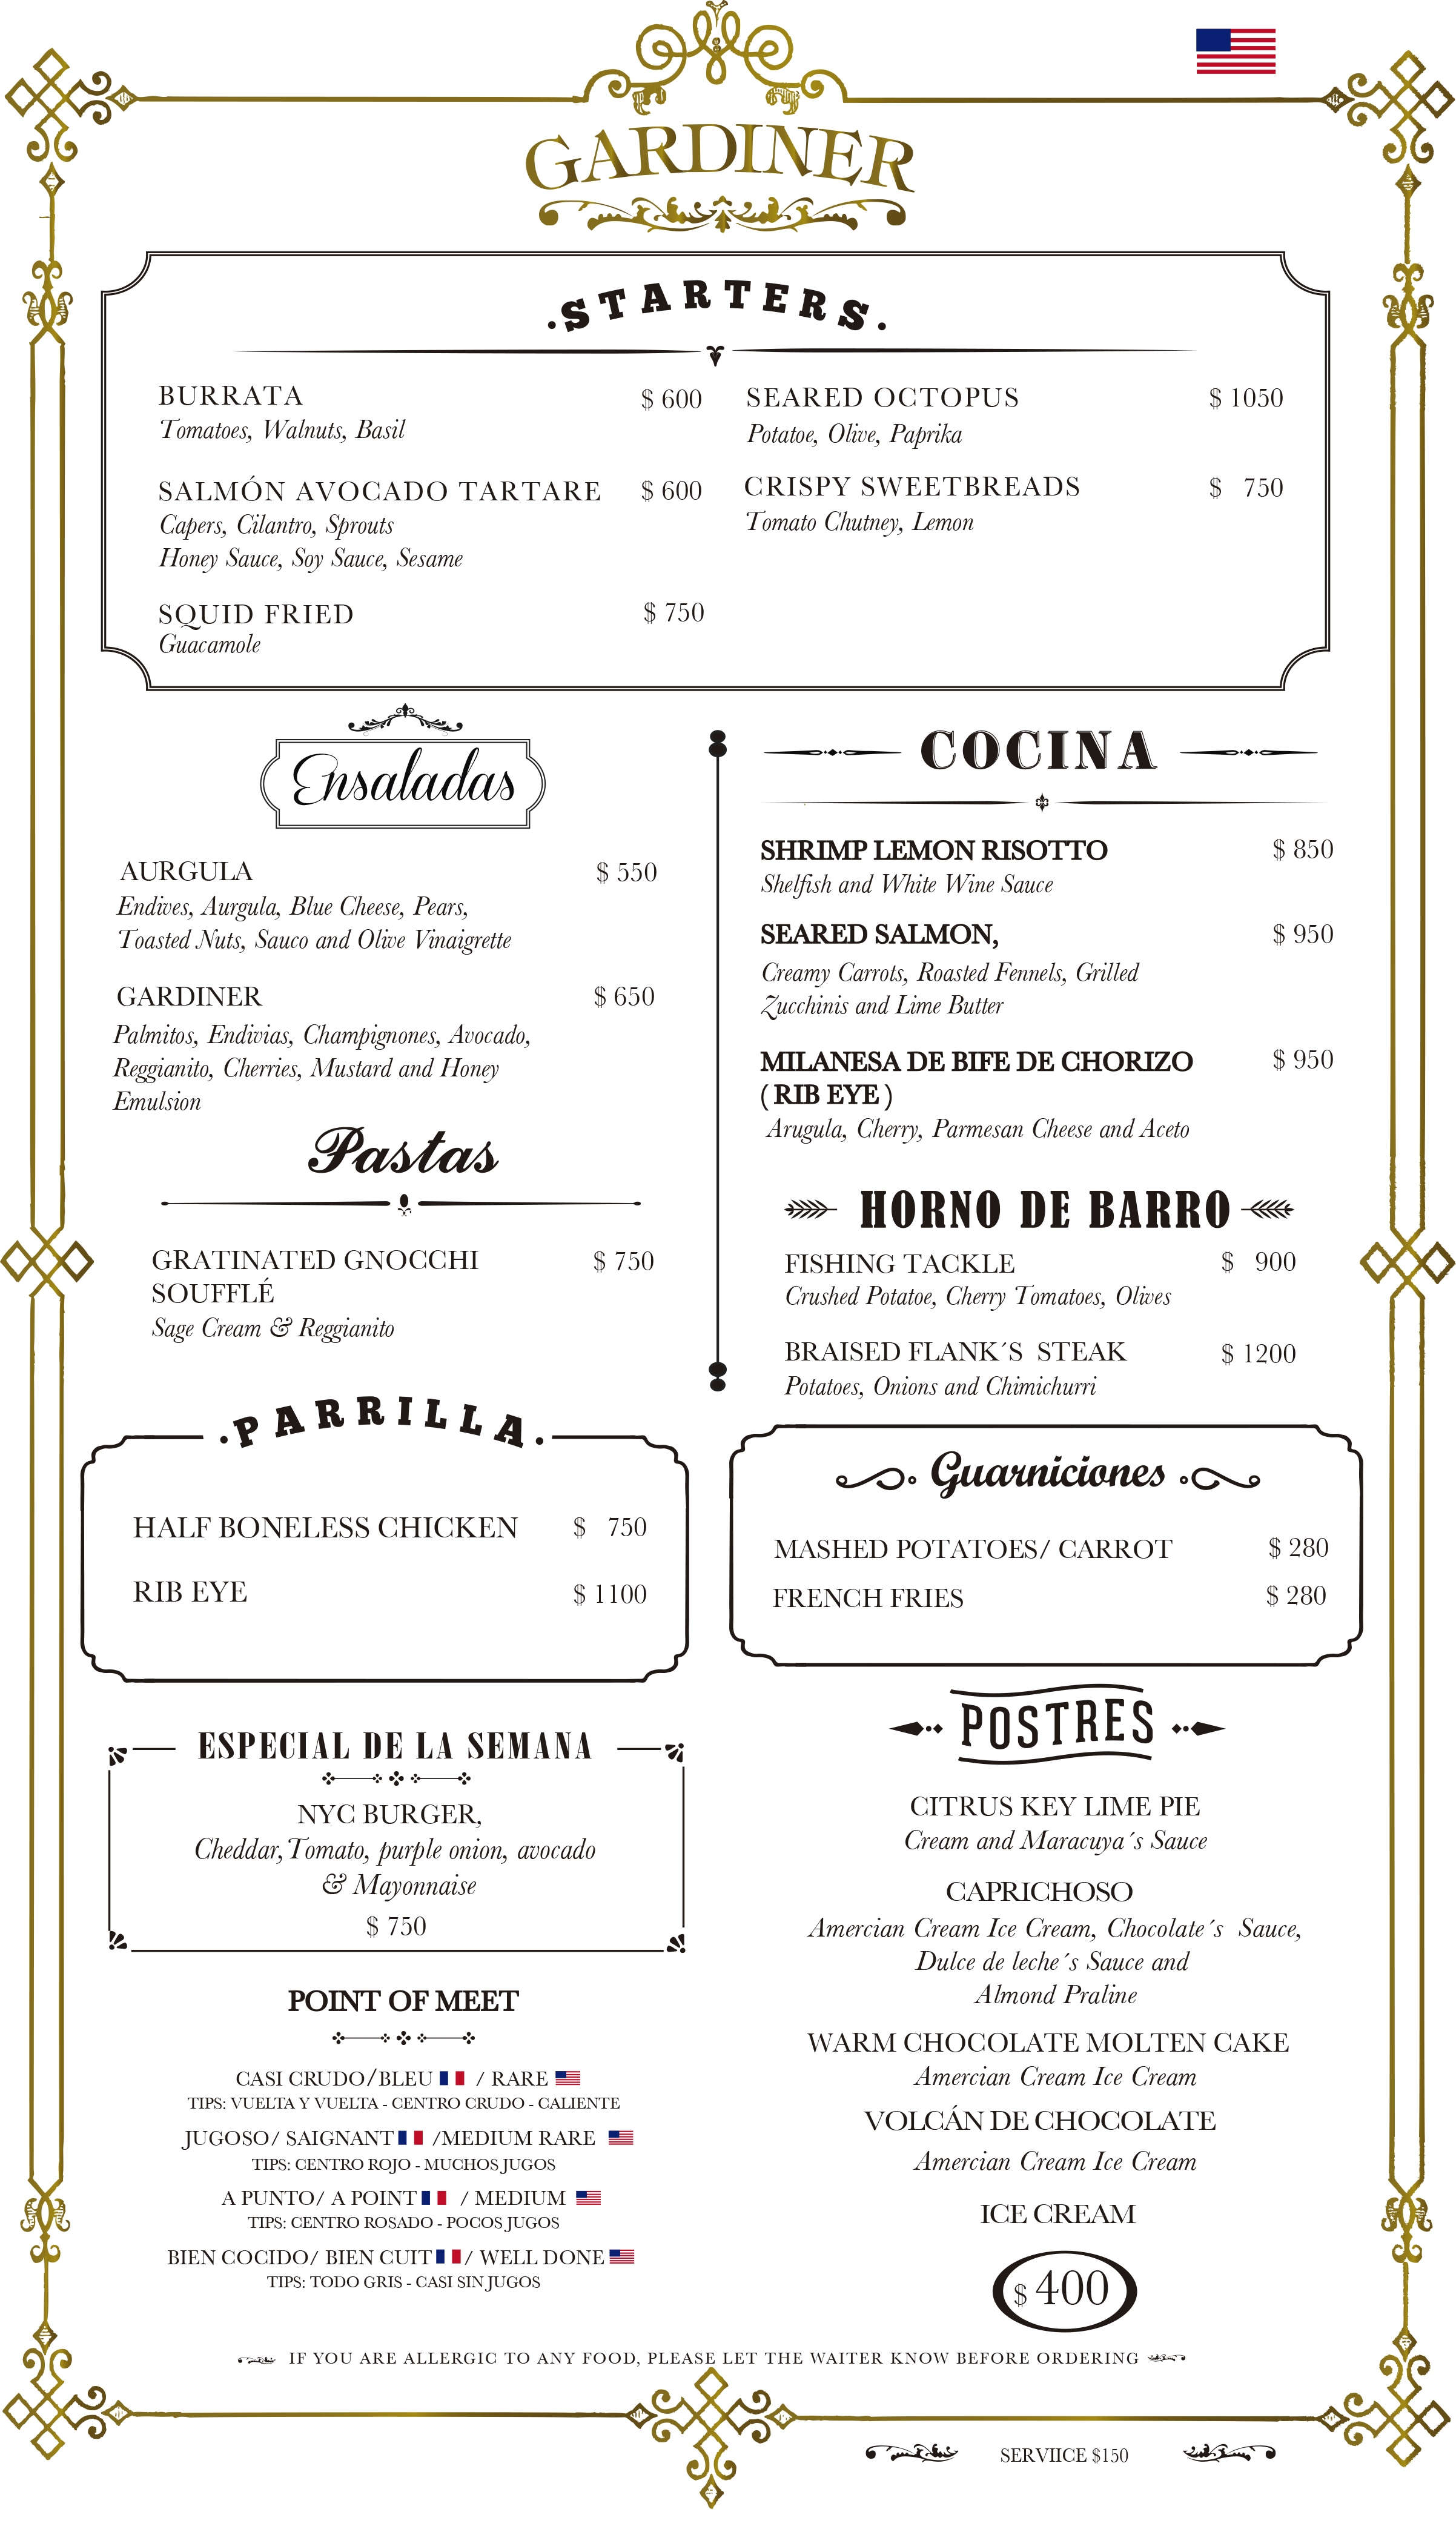 GARDINER
.STARTERS.
BURRATA $ 600
Tomatoes, Walnuts, Basil
SALMÓN AVOCADO TARTARE $ 600
Capers, Cilantro, Sprouts
Honey Sauce, Soy Sauce, Sesame
SQUID FRIED $ 750
Guacamole
SEARED OCTOPUS $ 1050
Potatoe, Olive, Paprika
CRISPY SWEETBREADS $ 750
Tomato Chutney, Lemon
Ensaladas
AURGULA $ 550
Endives, Aurgula, Blue Cheese, Pears,
Toasted Nuts, Sauco and Olive Vinaigrette
GARDINER $ 650
Palmitos, Endivias, Champignones, Avocado,
Reggianito, Cherries, Mustard and Honey
Emulsion
Pastas
GRATINATED GNOCCHI $ 750
SOUFFLÉ
Sage Cream & Reggianito
COCINA
SHRIMP LEMON RISOTTO $ 850
Shelfish and White Wine Sauce
SEARED SALMON, $ 950
Creamy Carrots, Roasted Fennels, Grilled
Zucchinis and Lime Butter
MILANESA DE BIFE DE CHORIZO $ 950
( RIB EYE )
Arugula, Cherry, Parmesan Cheese and Aceto
HORNO DE BARRO
FISHING TACKLE $ 900
Crushed Potatoe, Cherry Tomatoes, Olives
BRAISED FLANK´S STEAK $ 1200
Potatoes, Onions and Chimichurri
.PARRILLA.
HALF BONELESS CHICKEN $ 750
RIB EYE $ 1100
Guarniciones
MASHED POTATOES/ CARROT $ 280
FRENCH FRIES $ 280
ESPECIAL DE LA SEMANA
NYC BURGER,
Cheddar, Tomato, purple onion, avocado
& Mayonnaise
$ 750
POINT OF MEET
CASI CRUDO/BLEU / RARE
TIPS: VUELTA Y VUELTA - CENTRO CRUDO - CALIENTE
JUGOSO/ SAIGNANT /MEDIUM RARE
TIPS: CENTRO ROJO - MUCHOS JUGOS
A PUNTO/ A POINT / MEDIUM
TIPS: CENTRO ROSADO - POCOS JUGOS
BIEN COCIDO/ BIEN CUIT / WELL DONE
TIPS: TODO GRIS - CASI SIN JUGOS
POSTRES
CITRUS KEY LIME PIE
Cream and Maracuya´s Sauce
CAPRICHOSO
Amercian Cream Ice Cream, Chocolate´s Sauce,
Dulce de leche´s Sauce and
Almond Praline
WARM CHOCOLATE MOLTEN CAKE
Amercian Cream Ice Cream
VOLCÁN DE CHOCOLATE
Amercian Cream Ice Cream
ICE CREAM
$ 400
IF YOU ARE ALLERGIC TO ANY FOOD, PLEASE LET THE WAITER KNOW BEFORE ORDERING
SERVIICE $150